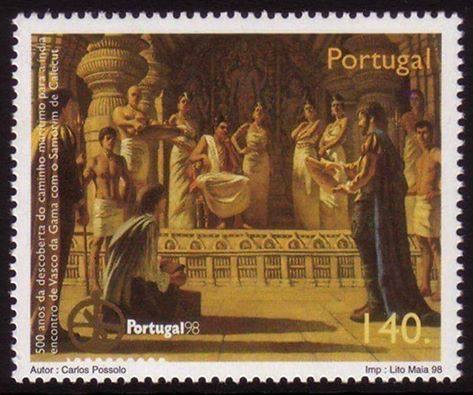 Portugal
500 anos da descoberta do caminho marítimo para a Índia
encontro de Vasco da Gama com o Samorim de Calecut
Portugal98
140.
Autor : Carlos Possolo
Imp : Lito Maia 98